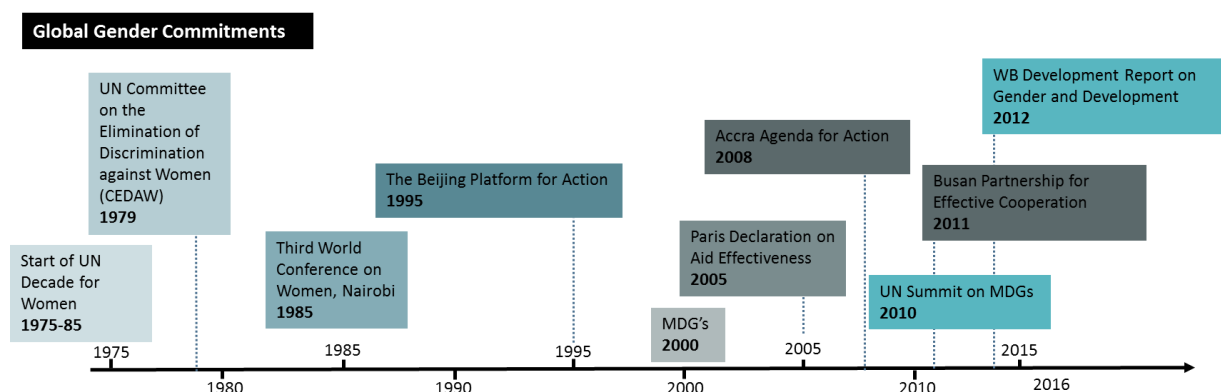 Global Gender Commitments
UN Committee
on the
Elimination of
Discrimination
against Women
(CEDAW)
1979
Start of UN
Decade for
Women
1975-85
Third World
Conference on
Women, Nairobi
1985
The Beijing Platform for Action
1995
MDG's
2000
Paris Declaration on
Aid Effectiveness
2005
Accra Agenda for Action
2008
UN Summit on MDGs
2010
Busan Partnership for
Effective Cooperation
2011
WB Development Report on
Gender and Development
2012
1975
1985
1995
2005
2015
1980
1990
2000
2010
2016